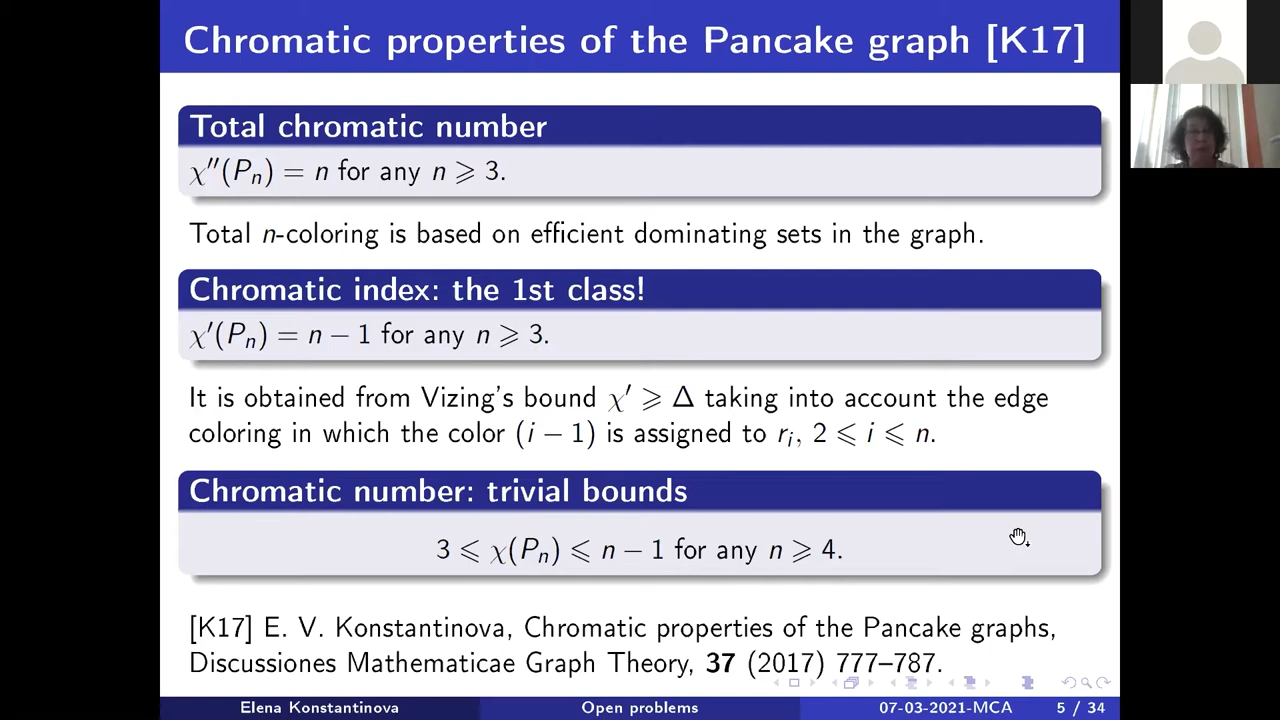 Chromatic properties of the Pancake graph [K17]
Total chromatic number
χ′′(Pₙ) = n for any n ⩾ 3.
Total n-coloring is based on efficient dominating sets in the graph.
Chromatic index: the 1st class!
χ′(Pₙ) = n − 1 for any n ⩾ 3.
It is obtained from Vizing's bound χ′ ⩾ Δ taking into account the edge
coloring in which the color (i − 1) is assigned to rᵢ, 2 ⩽ i ⩽ n.
Chromatic number: trivial bounds
3 ⩽ χ(Pₙ) ⩽ n − 1 for any n ⩾ 4.
[K17] E. V. Konstantinova, Chromatic properties of the Pancake graphs,
Discussiones Mathematicae Graph Theory, 37 (2017) 777–787.
Elena Konstantinova Open problems 07-03-2021-MCA 5 / 34